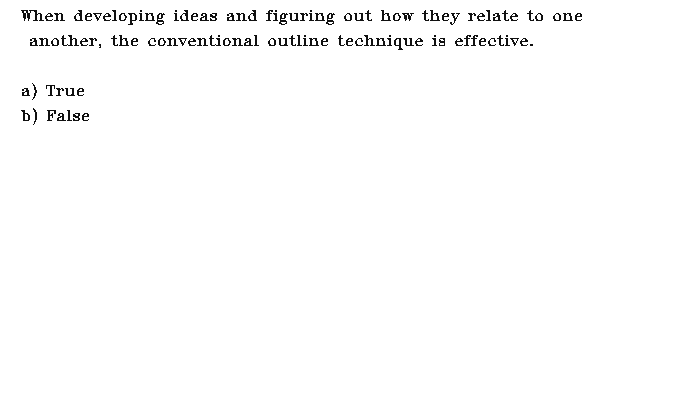 When developing ideas and figuring out how they relate to one
another, the conventional outline technique is effective.
a) True
b) False